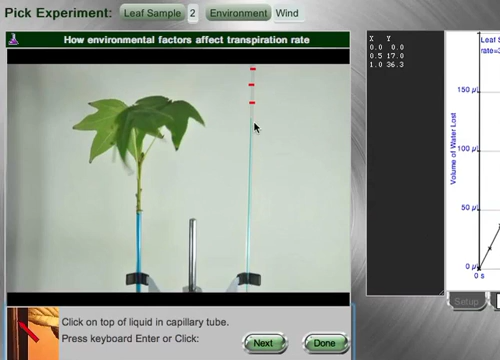 Pick Experiment: Leaf Sample 2 Environment Wind
How environmental factors affect transpiration rate
X Y
0.0 0.0
0.5 17.0
1.0 36.3
Leaf S
rate=3
150 µl
100 µl
50 µl
0 µl
0 s
Volume of Water Lost
Setup
Click on top of liquid in capillary tube.
Press keyboard Enter or Click:
Next
Done